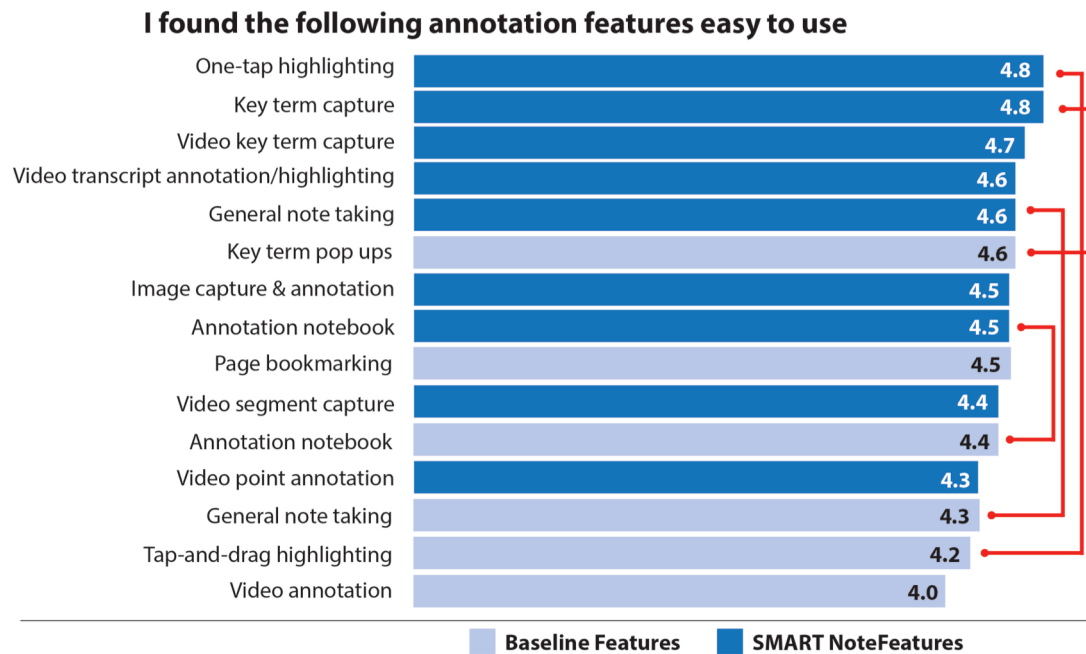 I found the following annotation features easy to use
One-tap highlighting 4.8
Key term capture 4.8
Video key term capture 4.7
Video transcript annotation/highlighting 4.6
General note taking 4.6
Key term pop ups 4.6
Image capture & annotation 4.5
Annotation notebook 4.5
Page bookmarking 4.5
Video segment capture 4.4
Annotation notebook 4.4
Video point annotation 4.3
General note taking 4.3
Tap-and-drag highlighting 4.2
Video annotation 4.0
Baseline Features SMART NoteFeatures